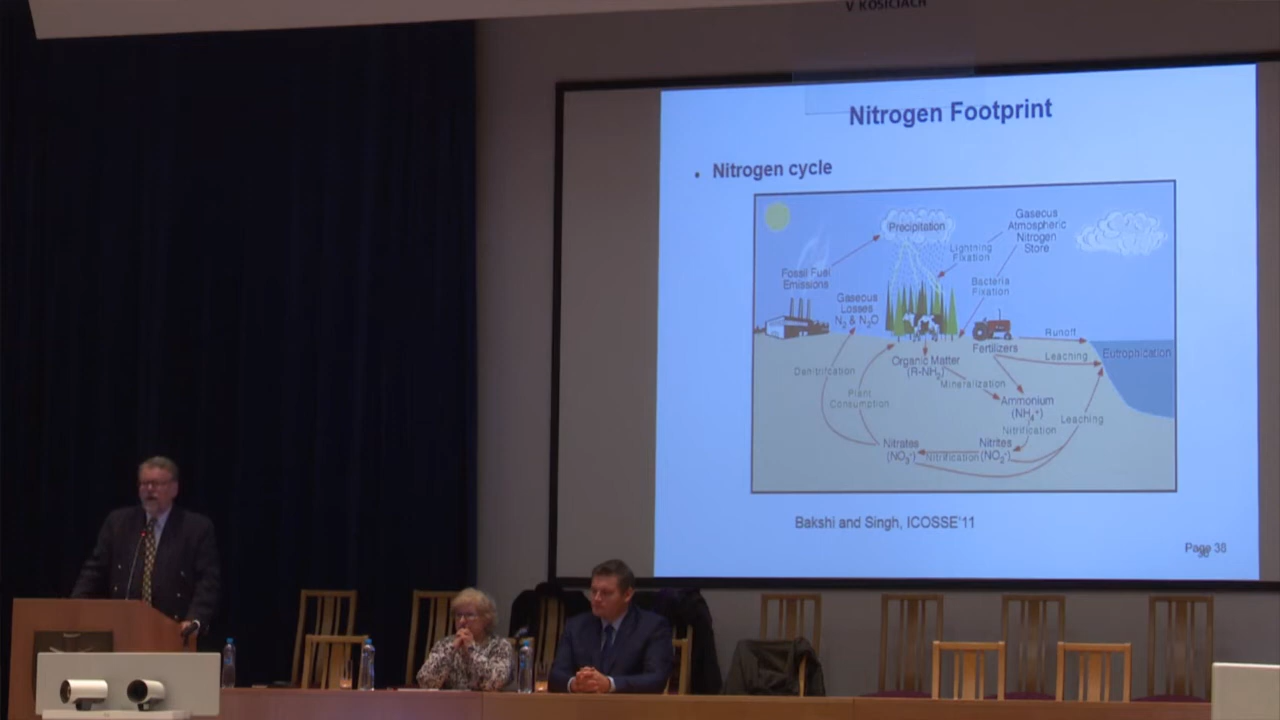 V KOŠICIACH
Nitrogen Footprint
• Nitrogen cycle
Precipitation
Gaseous
Atmospheric
Nitrogen
Store
Lightning
Fixation
Fossil Fuel
Emissions
Bacteria
Fixation
Gaseous
Losses
N₂ & N₂O
Runoff
Fertilizers
Leaching
Eutrophication
Organic Matter
(R-NH₂)
Denitrification
Mineralization
Plant
Consumption
Ammonium
(NH₄⁺)
Leaching
Nitrification
Nitrates
(NO₃⁻)
Nitrification
Nitrites
(NO₂⁻)
Bakshi and Singh, ICOSSE'11
Page 38